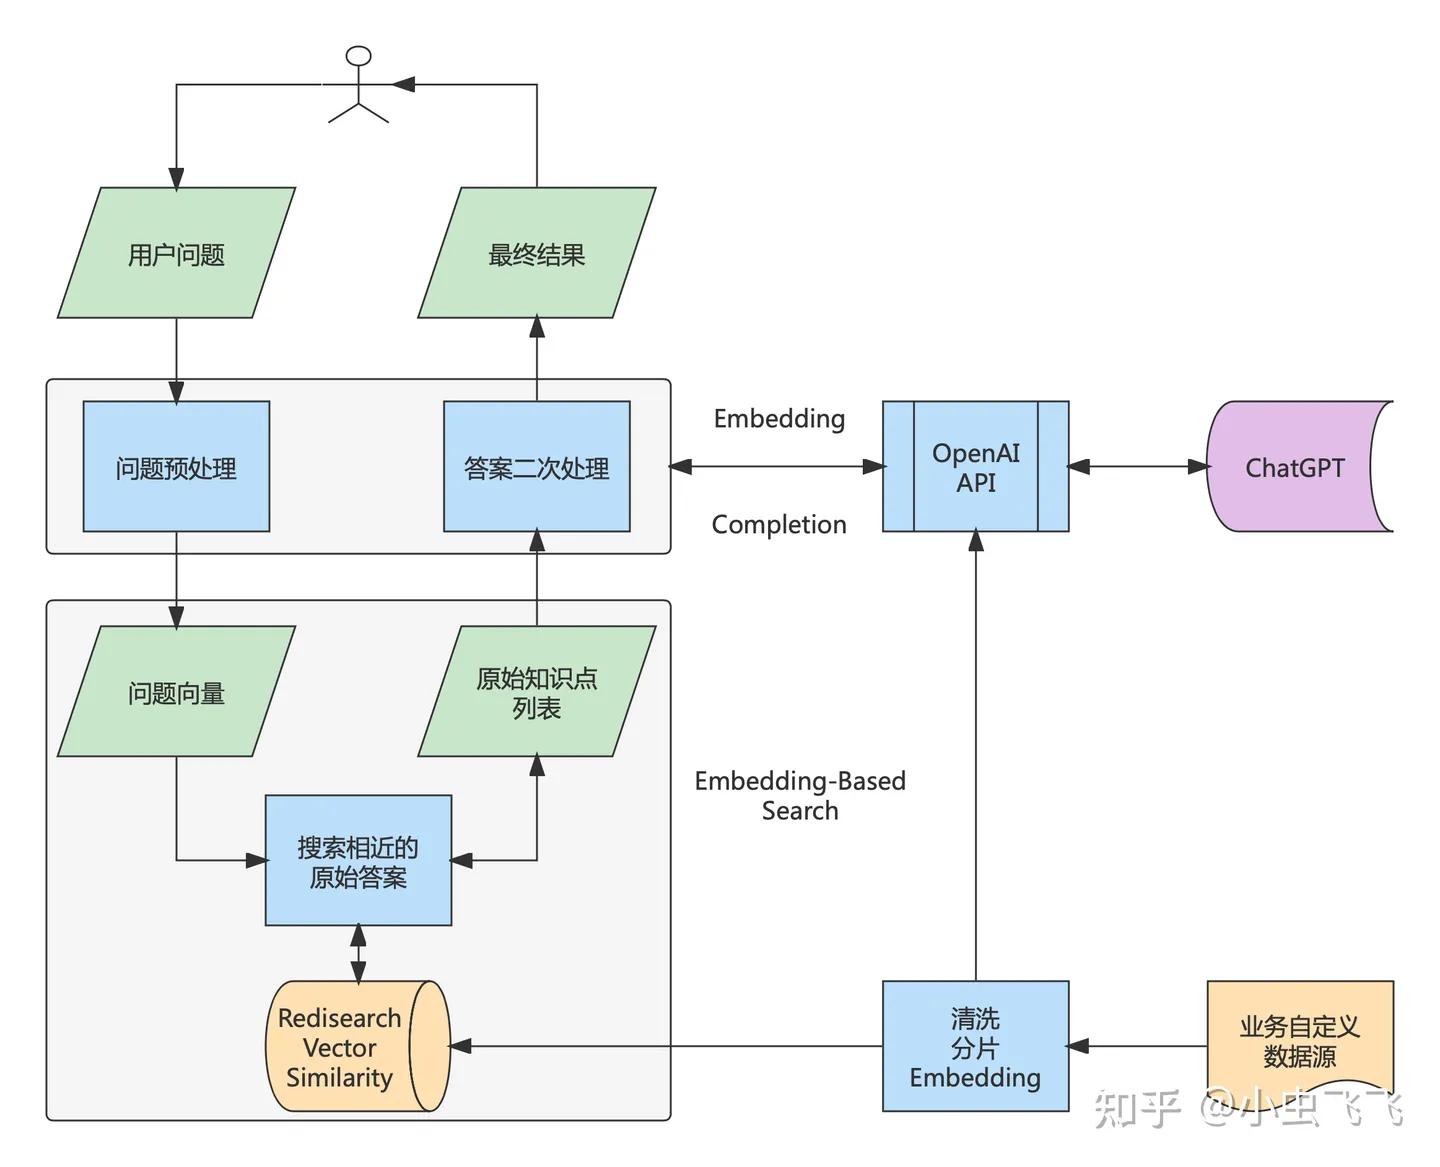 用户问题
最终结果
问题预处理
答案二次处理
Embedding
Completion
OpenAI
API
ChatGPT
问题向量
原始知识点
列表
搜索相近的
原始答案
Embedding-Based
Search
Redisearch
Vector
Similarity
清洗
分片
Embedding
业务自定义
数据源
知乎 @小虫飞飞